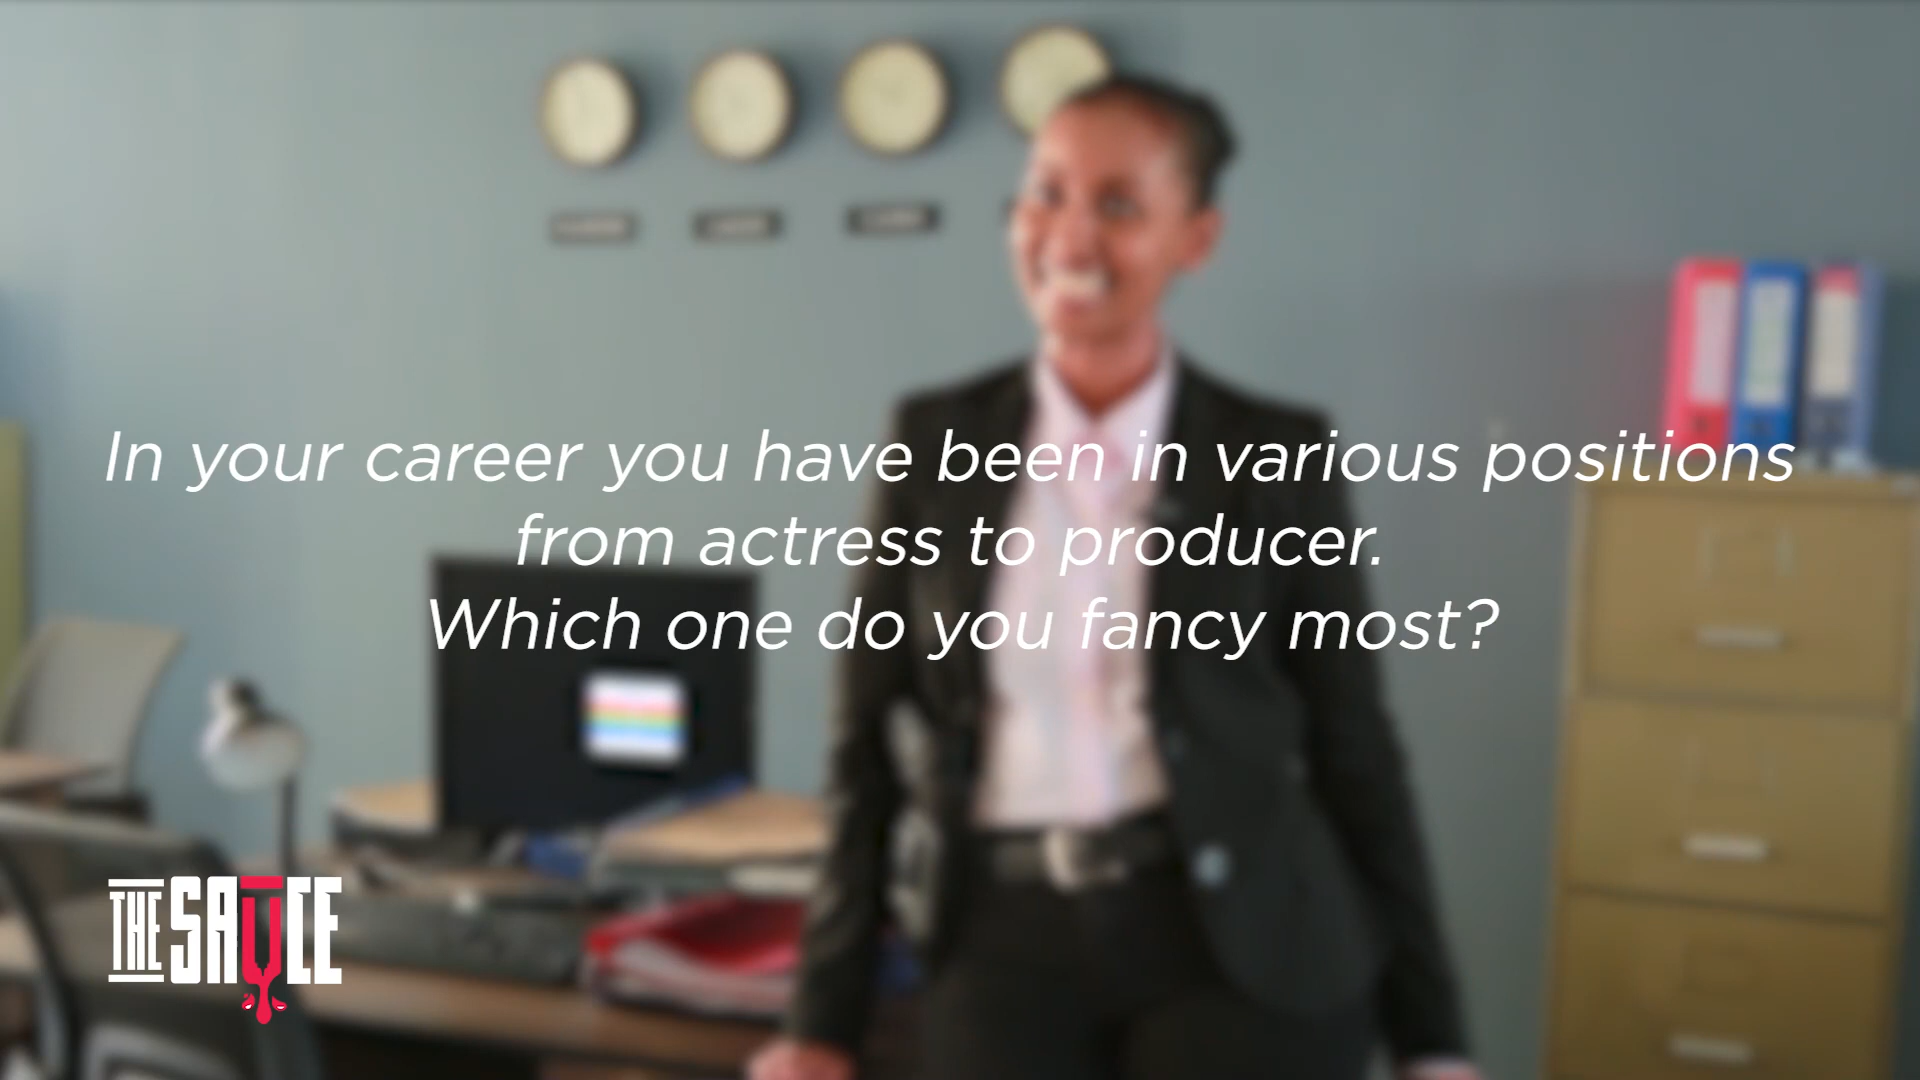 In your career you have been in various positions
from actress to producer.
Which one do you fancy most?
THE SAUCE